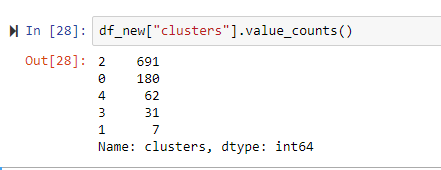 In [28]: df_new["clusters"].value_counts()
Out[28]: 2    691
0    180
4     62
3     31
1      7
Name: clusters, dtype: int64